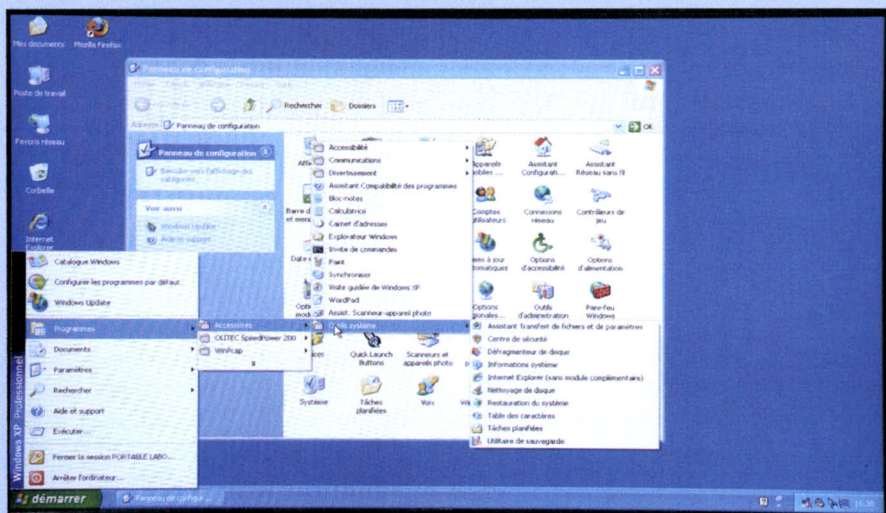 Mes documents
Mozilla Firefox
Poste de travail
Favoris réseau
Corbeille
Internet
Explorer
Panneau de configuration
Rechercher
Dossiers
Adresse
Panneau de configuration
OK
Panneau de configuration
Basculer vers l'affichage des
catégories
Voir aussi
Windows Update
Aide et support
Accessibilité
Communications
Divertissement
Assistant Compatibilité des programmes
Bloc-notes
Calculatrice
Carnet d'adresses
Explorateur Windows
Invite de commandes
Paint
Synchroniser
Visite guidée de Windows XP
WordPad
Assist. Scanneur-appareil photo
Outils système
Assistant
Configurati...
Assistant
Réseau sans fil
Comptes
utilisateurs
Connexions
réseau
Contrôleurs de
jeu
Options
d'accessibilité
Options
d'alimentation
Options
régionales...
Outils
d'administration
Pare-feu
Windows
Quick Launch
Buttons
Scanneurs et
appareils photo
Système
Tâches
planifiées
Voix
Catalogue Windows
Configurer les programmes par défaut
Windows Update
Programmes
Documents
Paramètres
Rechercher
Aide et support
Exécuter...
Fermer la session PORTABLE LABO...
Arrêter l'ordinateur...
Windows XP Professionnel
Accessoires
OLITEC SpeedPower 200
WinPcap
Assistant Transfert de fichiers et de paramètres
Centre de sécurité
Défragmenteur de disque
Informations système
Internet Explorer (sans module complémentaire)
Nettoyage de disque
Restauration du système
Table des caractères
Tâches planifiées
Utilitaire de sauvegarde
démarrer
Panneau de configur...